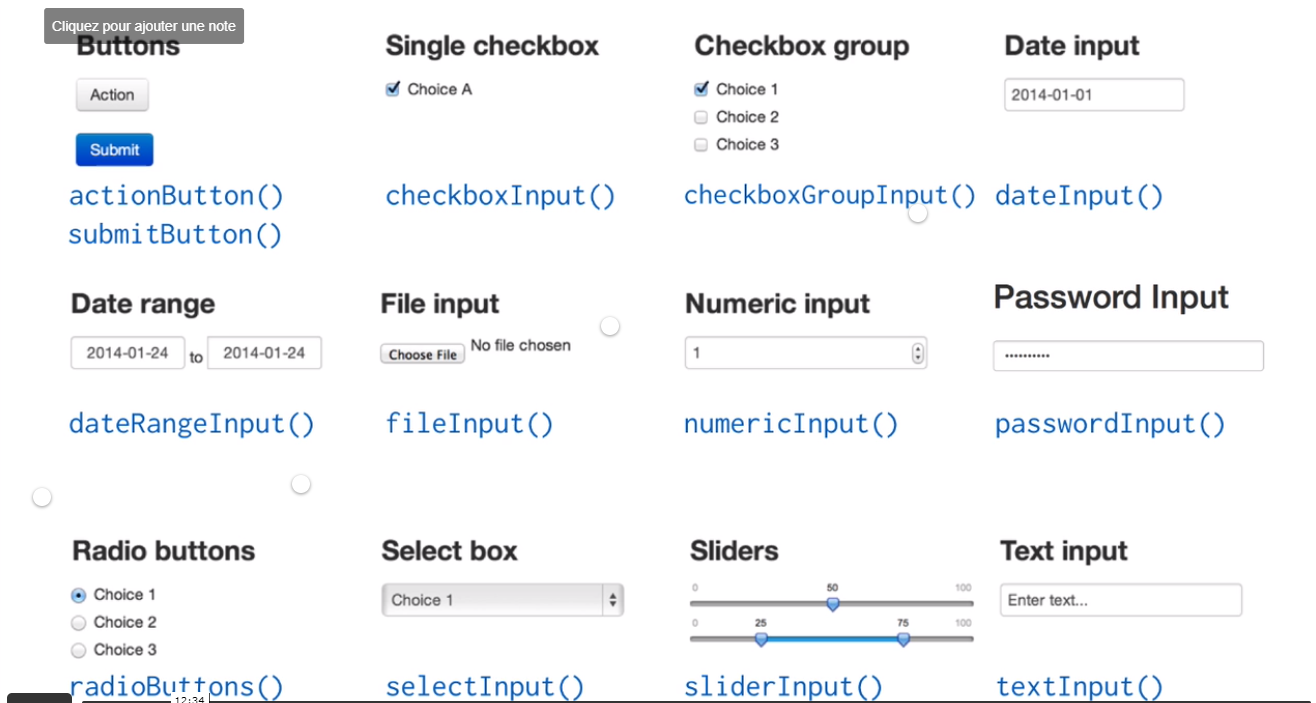 Cliquez pour ajouter une note
Buttons
Single checkbox
Checkbox group
Date input
Action
Choice A
Choice 1
2014-01-01
Choice 2
Submit
Choice 3
actionButton()
checkboxInput()
checkboxGroupInput()
dateInput()
submitButton()
Date range
File input
Numeric input
Password Input
2014-01-24 to 2014-01-24
Choose File No file chosen
1
••••••••••
dateRangeInput()
fileInput()
numericInput()
passwordInput()
Radio buttons
Select box
Sliders
Text input
Choice 1
Choice 2
Choice 3
Choice 1
0 50 100
0 25 75 100
Enter text...
radioButtons()
selectInput()
sliderInput()
textInput()
12:34